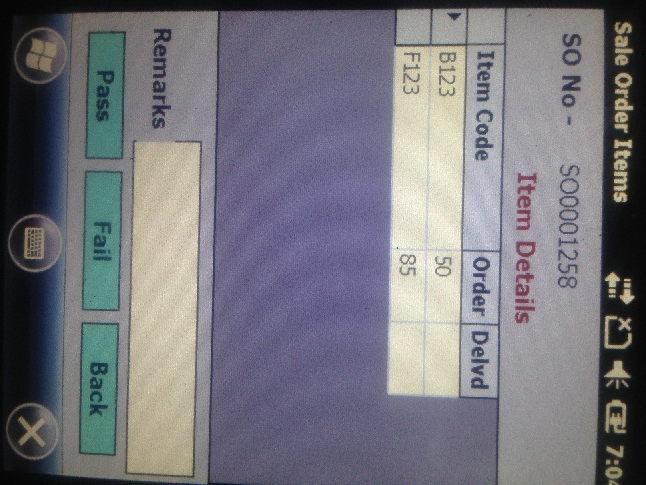 Sale Order Items 7:04
SO No - SO0001258
Item Details
Item Code Order Delvd
B123 50
F123 85
Remarks
Pass Fail Back